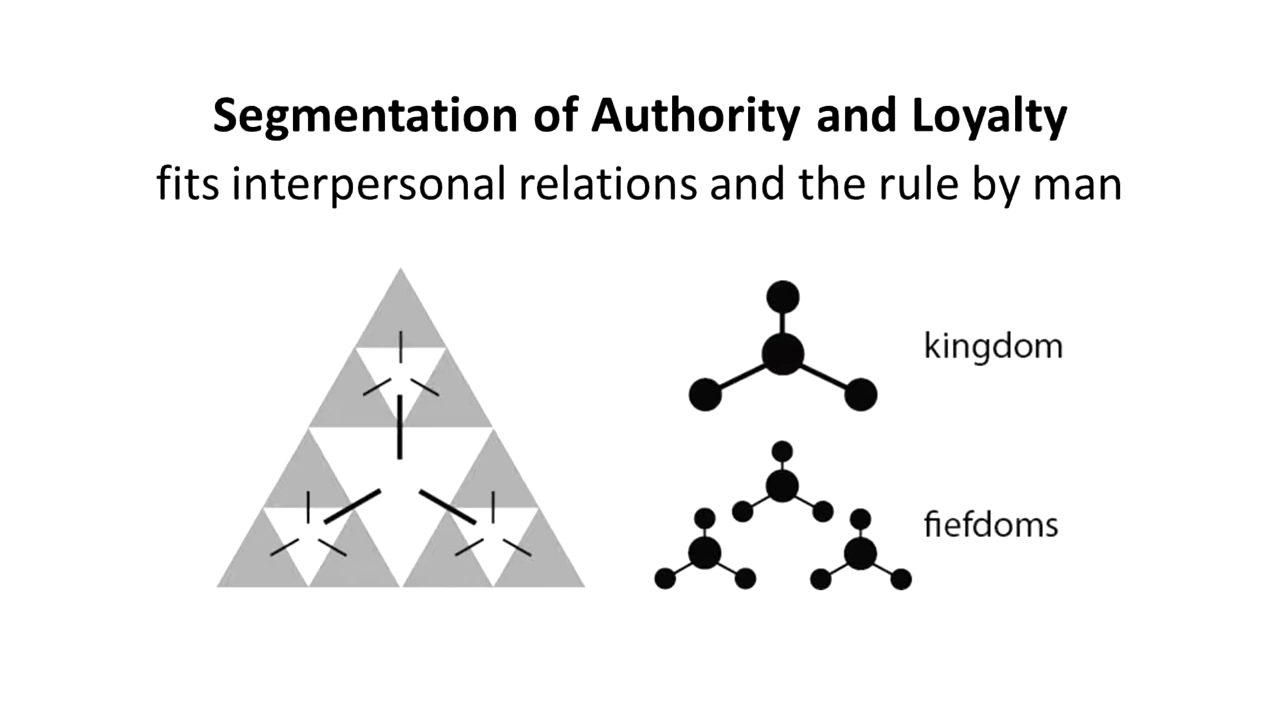 Segmentation of Authority and Loyalty
fits interpersonal relations and the rule by man
kingdom
fiefdoms